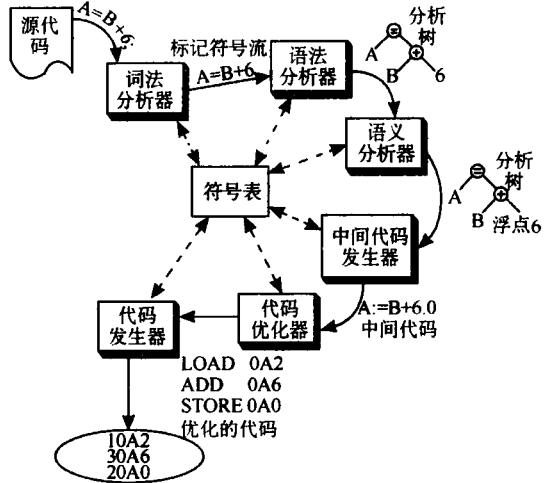 源代
码
A=B+6;
标记符号流
词法
分析器
A=B+6
语法
分析器
分析
树
=
A
+
B
6
语义
分析器
符号表
分析
树
=
A
+
B
浮点6
中间代码
发生器
A:=B+6.0
中间代码
代码
优化器
代码
发生器
LOAD 0A2
ADD 0A6
STORE 0A0
优化的代码
10A2
30A6
20A0